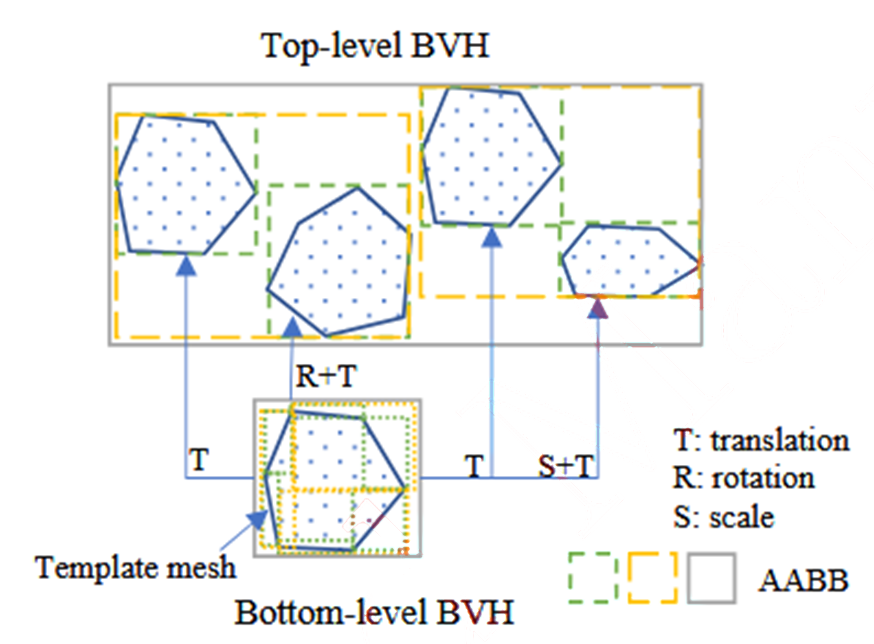 Top-level BVH
R+T
T
T
S+T
T: translation
R: rotation
S: scale
Template mesh
AABB
Bottom-level BVH